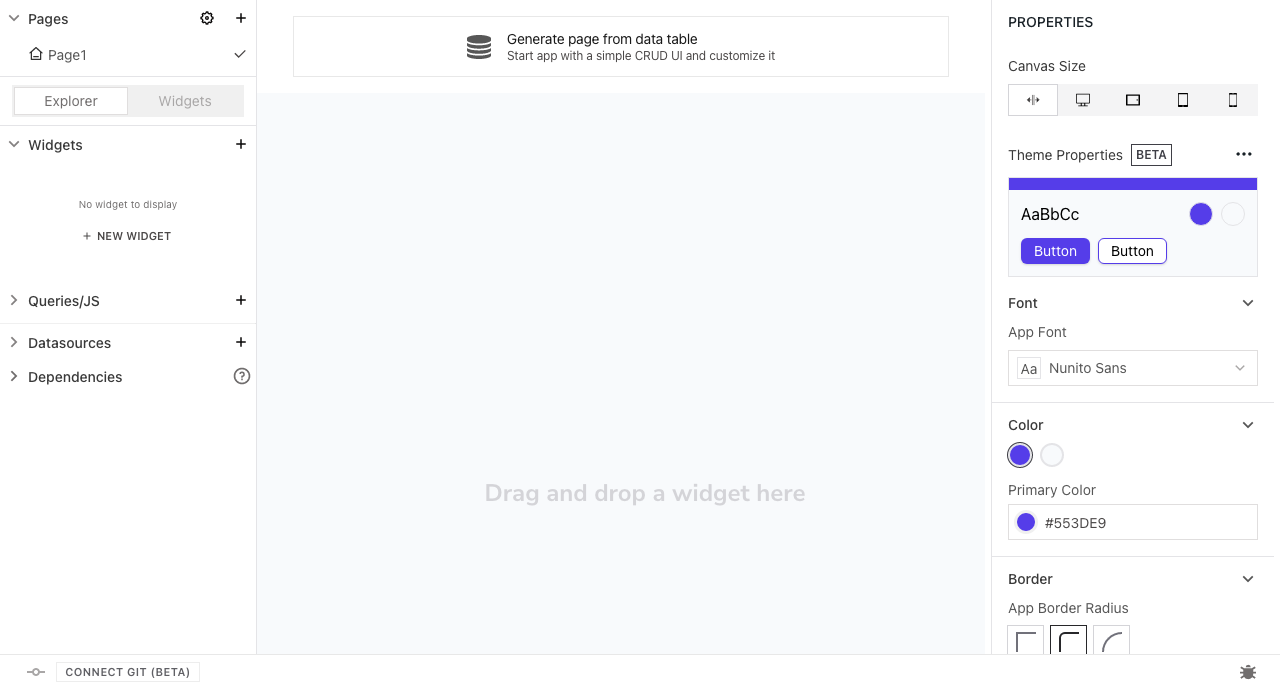 Pages
Page1
Explorer
Widgets
Widgets
No widget to display
+ NEW WIDGET
Queries/JS
Datasources
Dependencies
?
Generate page from data table
Start app with a simple CRUD UI and customize it
Drag and drop a widget here
PROPERTIES
Canvas Size
Theme Properties BETA
AaBbCc
Button Button
Font
App Font
Aa Nunito Sans
Color
Primary Color
#553DE9
Border
App Border Radius
CONNECT GIT (BETA)